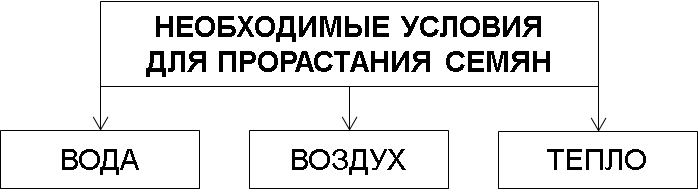 НЕОБХОДИМЫЕ УСЛОВИЯ
ДЛЯ ПРОРАСТАНИЯ СЕМЯН
ВОДА
ВОЗДУХ
ТЕПЛО